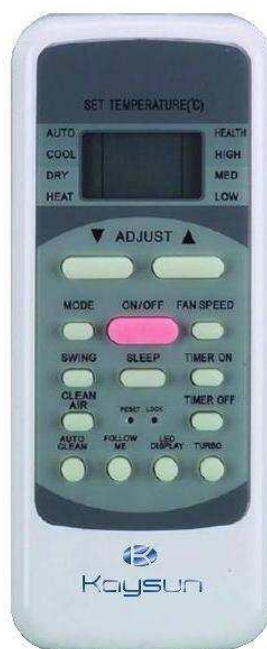 SET TEMPERATURE(℃)
AUTO HEALTH
COOL HIGH
DRY MED
HEAT LOW
▼ ADJUST ▲
MODE ON/OFF FAN SPEED
SWING SLEEP TIMER ON
CLEAN AIR RESET LOCK TIMER OFF
AUTO CLEAN FOLLOW ME LED DISPLAY TURBO
Kaysun